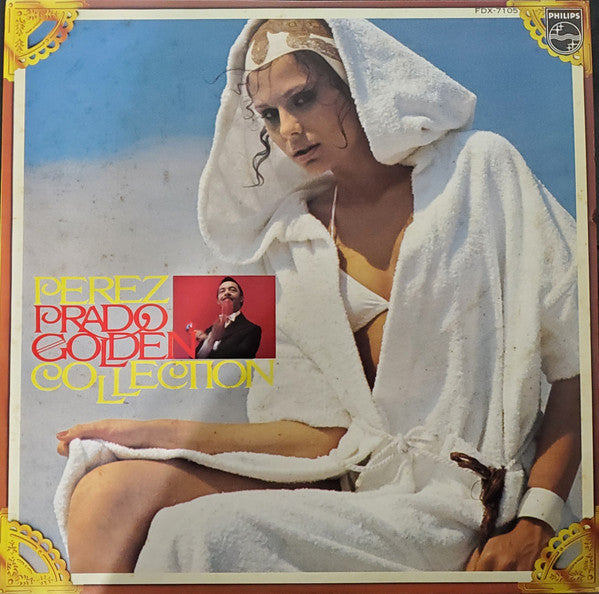 FDX-7105
PHILIPS
PEREZ
PRADO
GOLDEN
COLLECTION